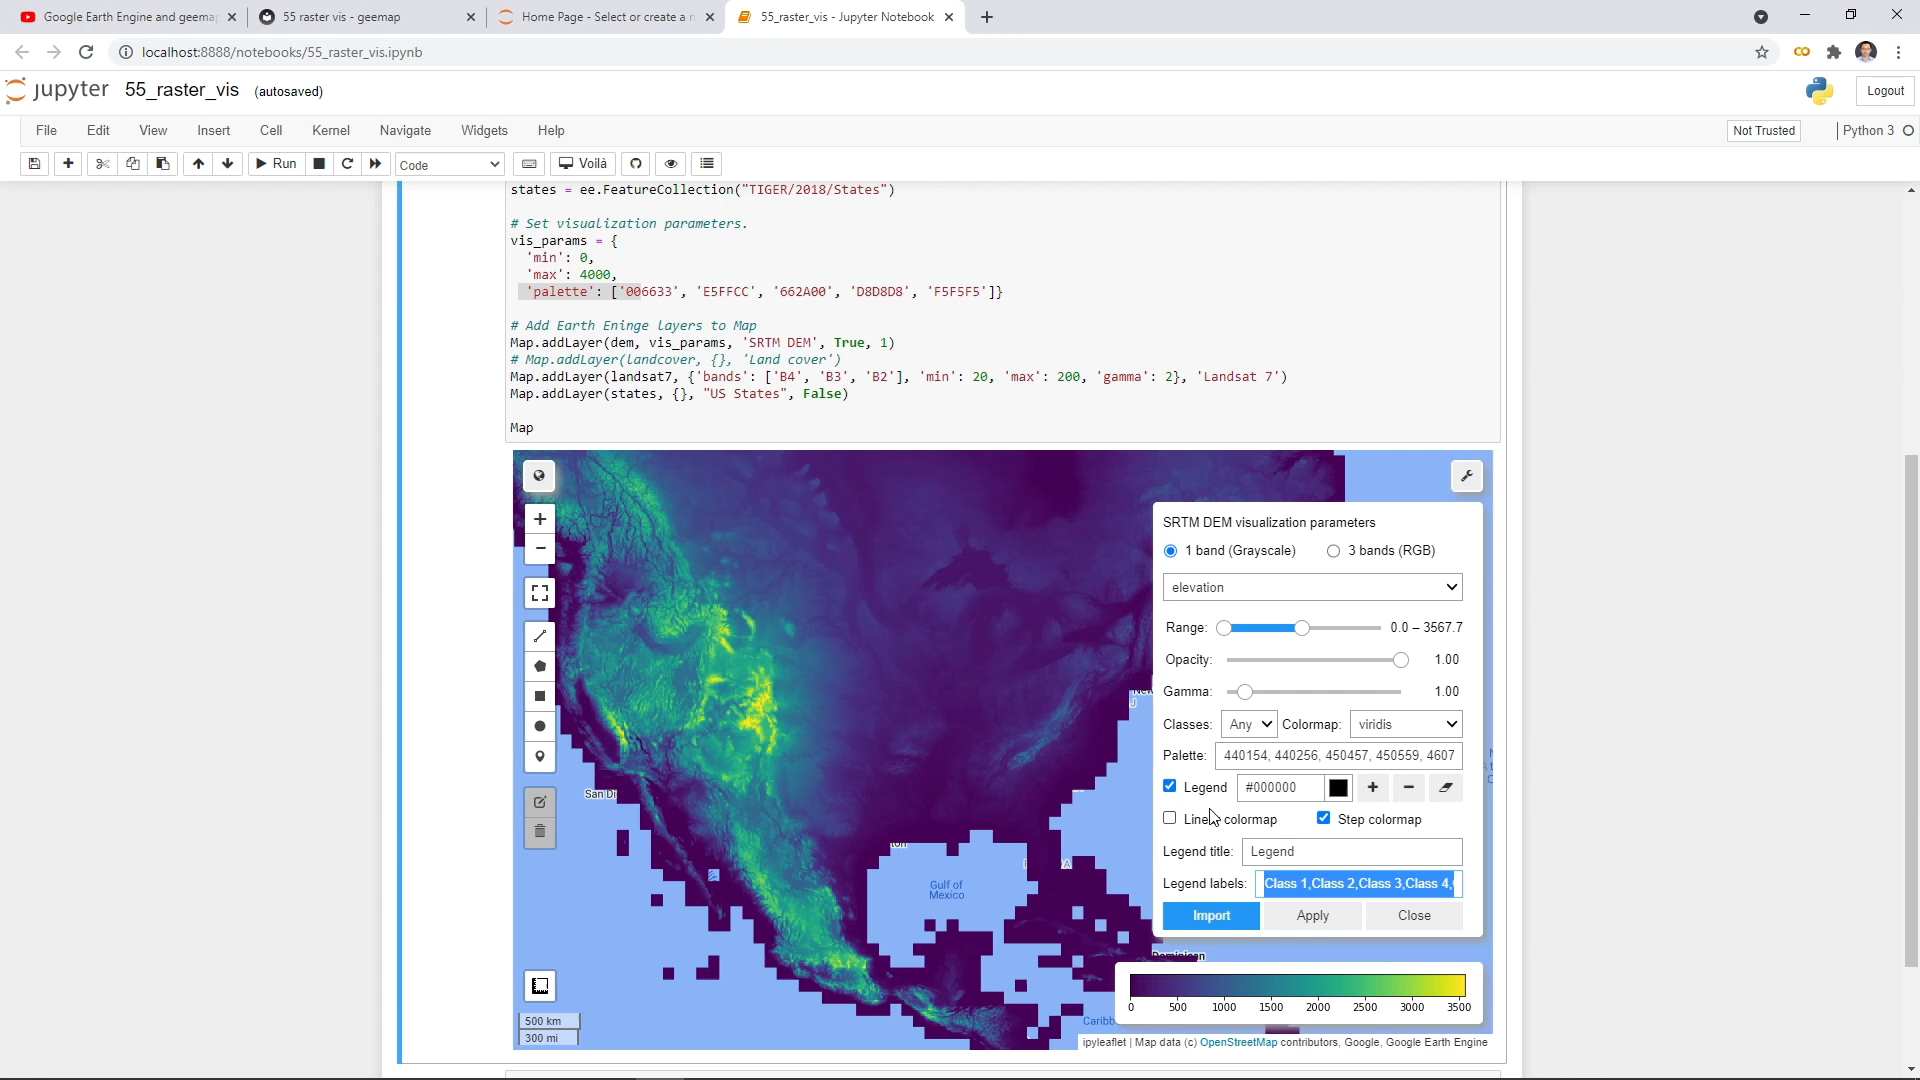 Google Earth Engine and geemap
55 raster vis - geemap
Home Page - Select or create a n
55_raster_vis - Jupyter Notebook
localhost:8888/notebooks/55_raster_vis.ipynb
jupyter 55_raster_vis (autosaved)
Logout
File Edit View Insert Cell Kernel Navigate Widgets Help
Not Trusted
Python 3
Run
Code
Voilà
states = ee.FeatureCollection("TIGER/2018/States")
# Set visualization parameters.
vis_params = {
'min': 0,
'max': 4000,
'palette': ['006633', 'E5FFCC', '662A00', 'D8D8D8', 'F5F5F5']}
# Add Earth Eninge layers to Map
Map.addLayer(dem, vis_params, 'SRTM DEM', True, 1)
# Map.addLayer(landcover, {}, 'Land cover')
Map.addLayer(landsat7, {'bands': ['B4', 'B3', 'B2'], 'min': 20, 'max': 200, 'gamma': 2}, 'Landsat 7')
Map.addLayer(states, {}, "US States", False)
Map
SRTM DEM visualization parameters
1 band (Grayscale)
3 bands (RGB)
elevation
Range: 0.0 – 3567.7
Opacity: 1.00
Gamma: 1.00
Classes: Any Colormap: viridis
Palette: 440154, 440256, 450457, 450559, 4607
Legend #000000
Linear colormap
Step colormap
Legend title: Legend
Legend labels: Class 1,Class 2,Class 3,Class 4,
Import Apply Close
San Di
Gulf of
Mexico
Dominican
Caribb
0 500 1000 1500 2000 2500 3000 3500
500 km
300 mi
ipyleaflet | Map data (c) OpenStreetMap contributors, Google, Google Earth Engine